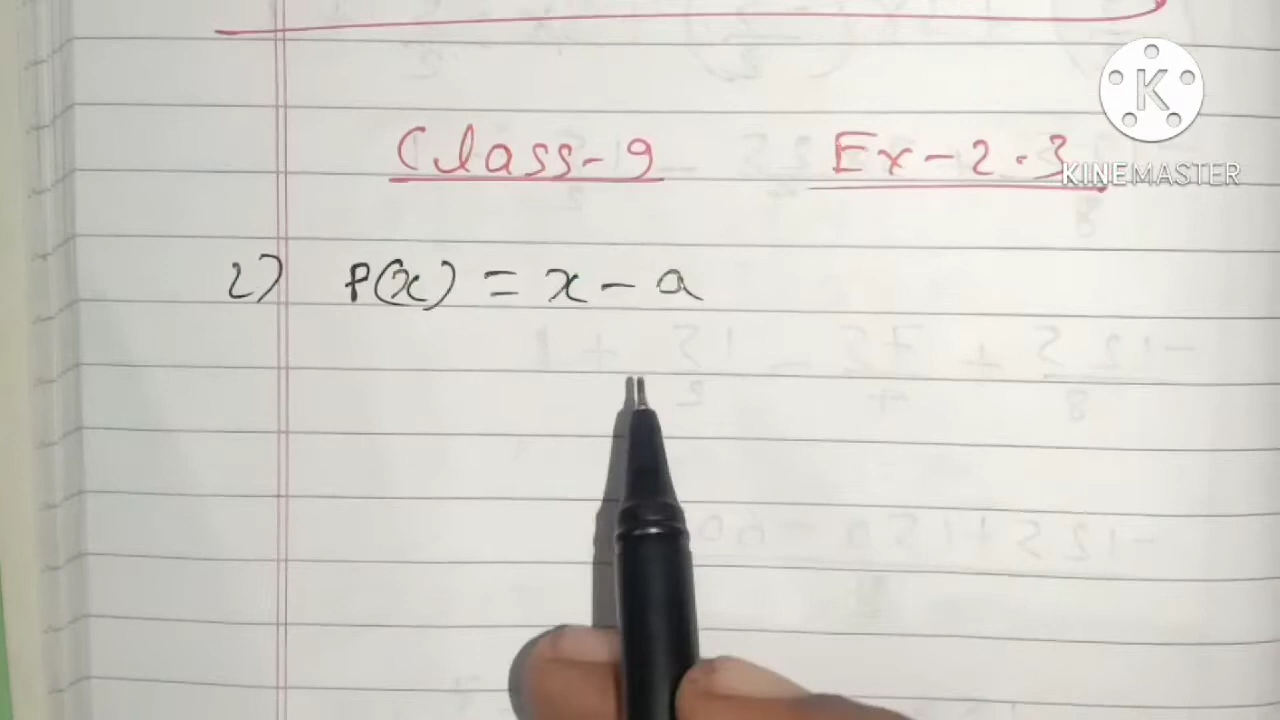 Class-9 Ex-2.3
K
KINEMASTER
2) P(x) = x - a